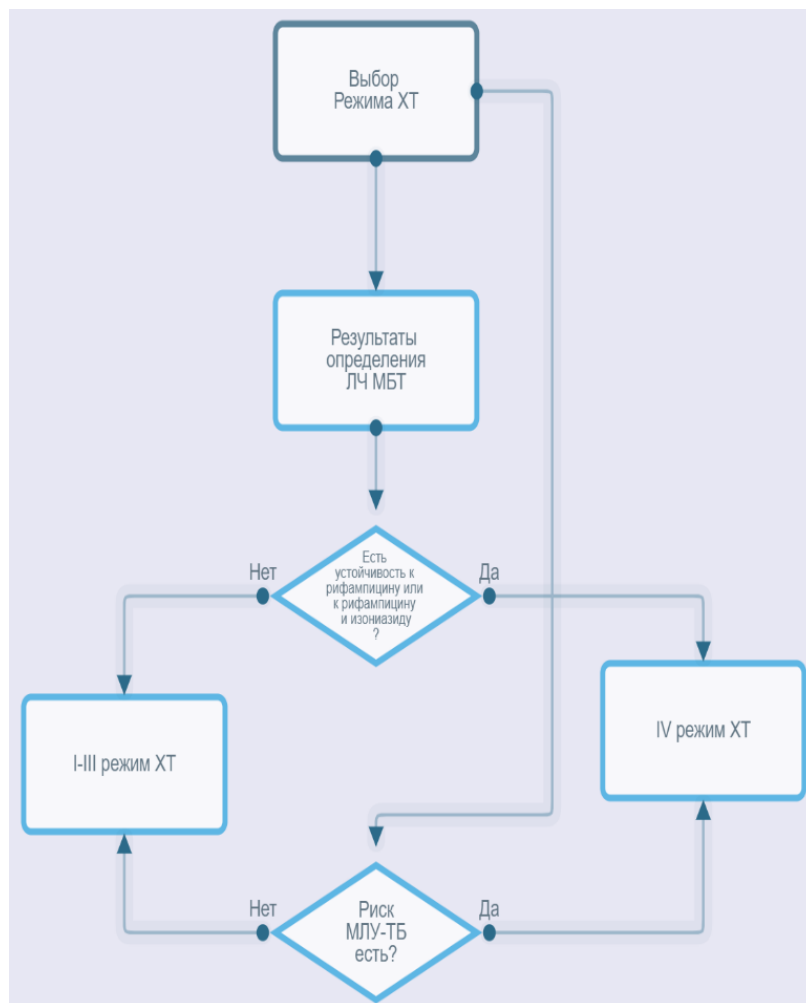 Выбор
Режима ХТ
Результаты
определения
ЛЧ МБТ
Есть
устойчивость к
рифампицину или
к рифампицину
и изониазиду
?
Нет
Да
I-III режим ХТ
IV режим ХТ
Риск
МЛУ-ТБ
есть?
Нет
Да